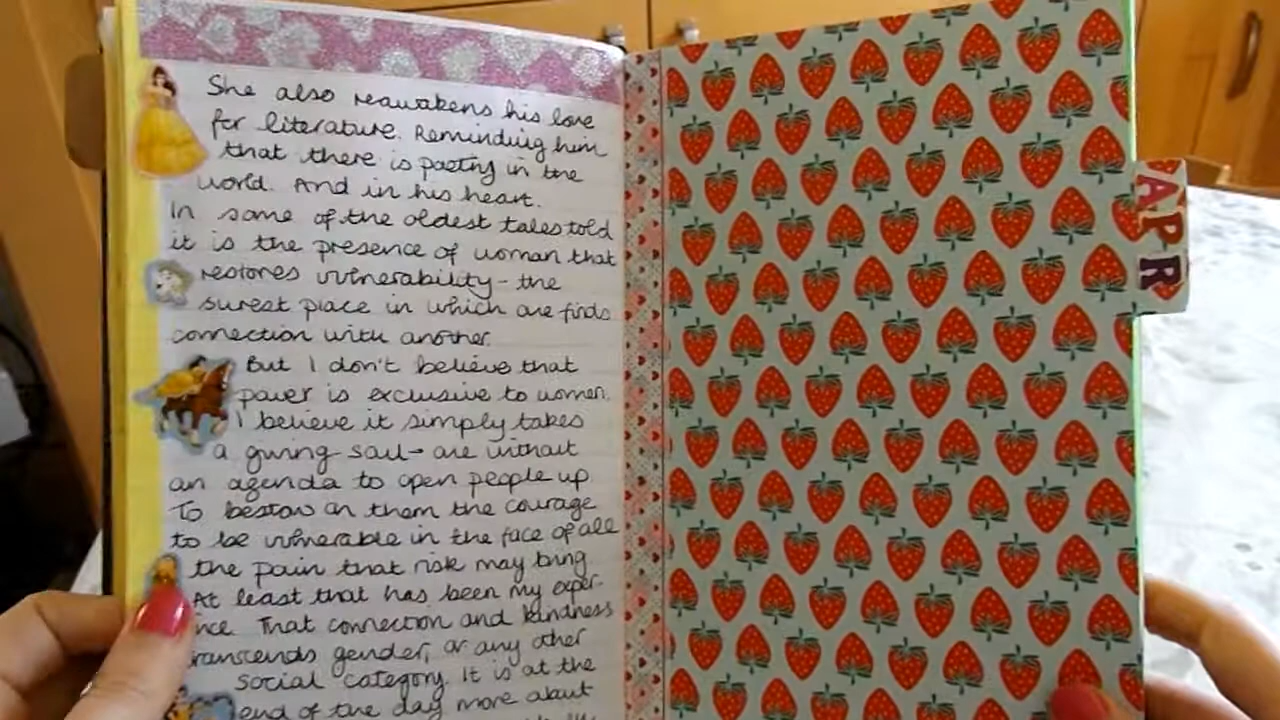 She also reawakens his love
for literature. Reminding him
that there is poetry in the
world. And in his heart.
In some of the oldest tales told
it is the presence of woman that
restores vulnerability - the
surest place in which one finds
connection with another.
But I don't believe that
power is exclusive to women.
I believe it simply takes
a giving soul - one without
an agenda to open people up
To bestow on them the courage
to be vulnerable in the face of all
the pain that risk may bring
At least that has been my exper-
nce. That connection and kindness
transcends gender, or any other
social category. It is at the
end of the day more about
APR